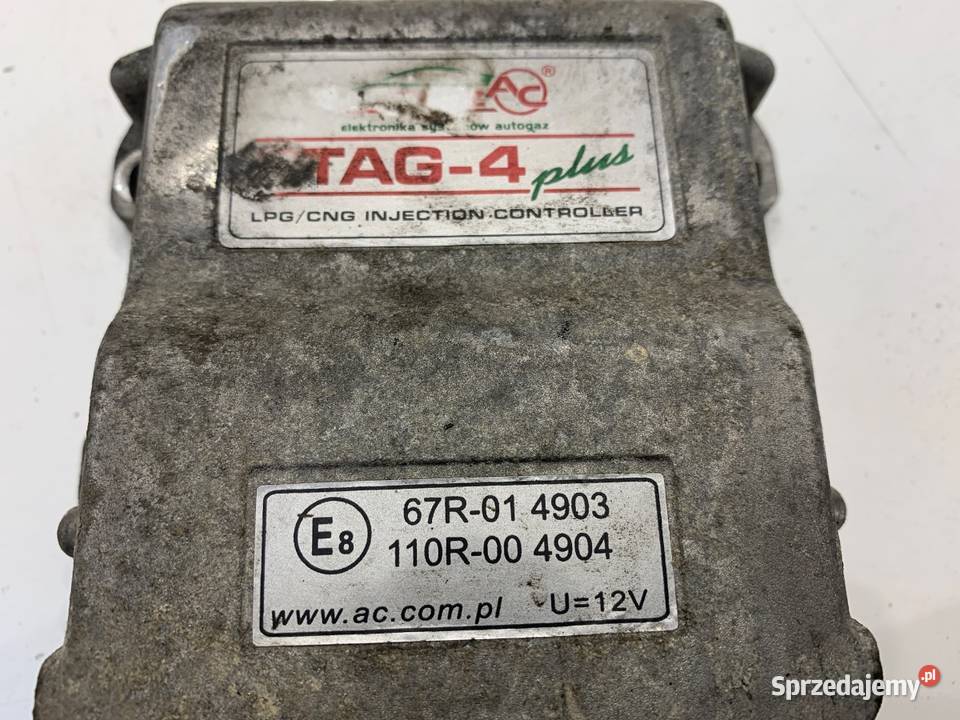 AC®
elektronika systemów autogaz
TAG-4 plus
LPG/CNG INJECTION CONTROLLER
E8
67R-01 4903
110R-00 4904
www.ac.com.pl U=12V
Sprzedajemy.pl